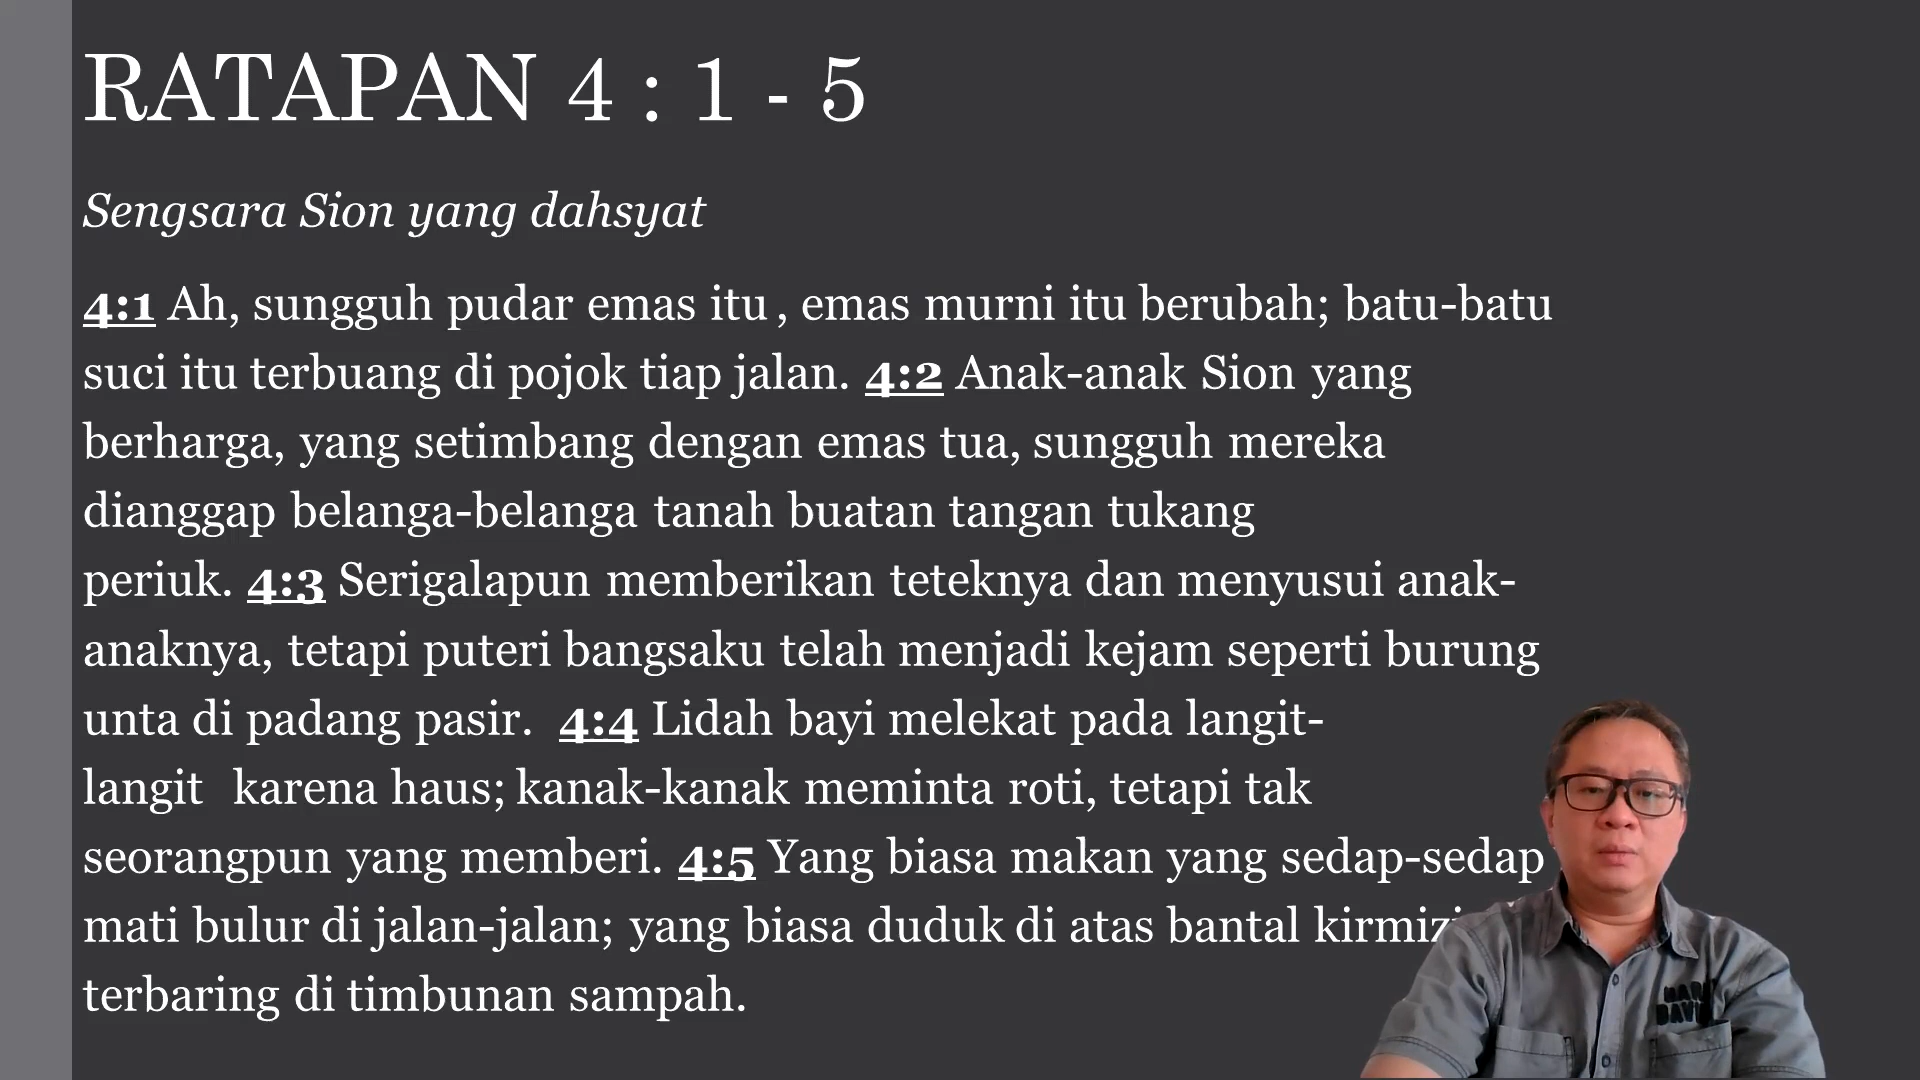 RATAPAN 4 : 1 - 5
Sengsara Sion yang dahsyat
4:1 Ah, sungguh pudar emas itu , emas murni itu berubah; batu-batu
suci itu terbuang di pojok tiap jalan. 4:2 Anak-anak Sion yang
berharga, yang setimbang dengan emas tua, sungguh mereka
dianggap belanga-belanga tanah buatan tangan tukang
periuk. 4:3 Serigalapun memberikan teteknya dan menyusui anak-
anaknya, tetapi puteri bangsaku telah menjadi kejam seperti burung
unta di padang pasir. 4:4 Lidah bayi melekat pada langit-
langit karena haus; kanak-kanak meminta roti, tetapi tak
seorangpun yang memberi. 4:5 Yang biasa makan yang sedap-sedap
mati bulur di jalan-jalan; yang biasa duduk di atas bantal kirmizi
terbaring di timbunan sampah.